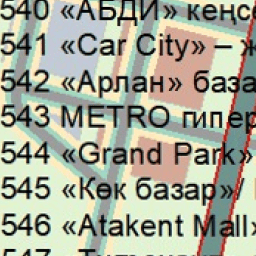 540 «АБДИ» кеңсе
541 «Car City» – ж
542 «Арлан» база
543 METRO гипер
544 «Grand Park»
545 «Көк базар»/
546 «Atakent Mall»
547